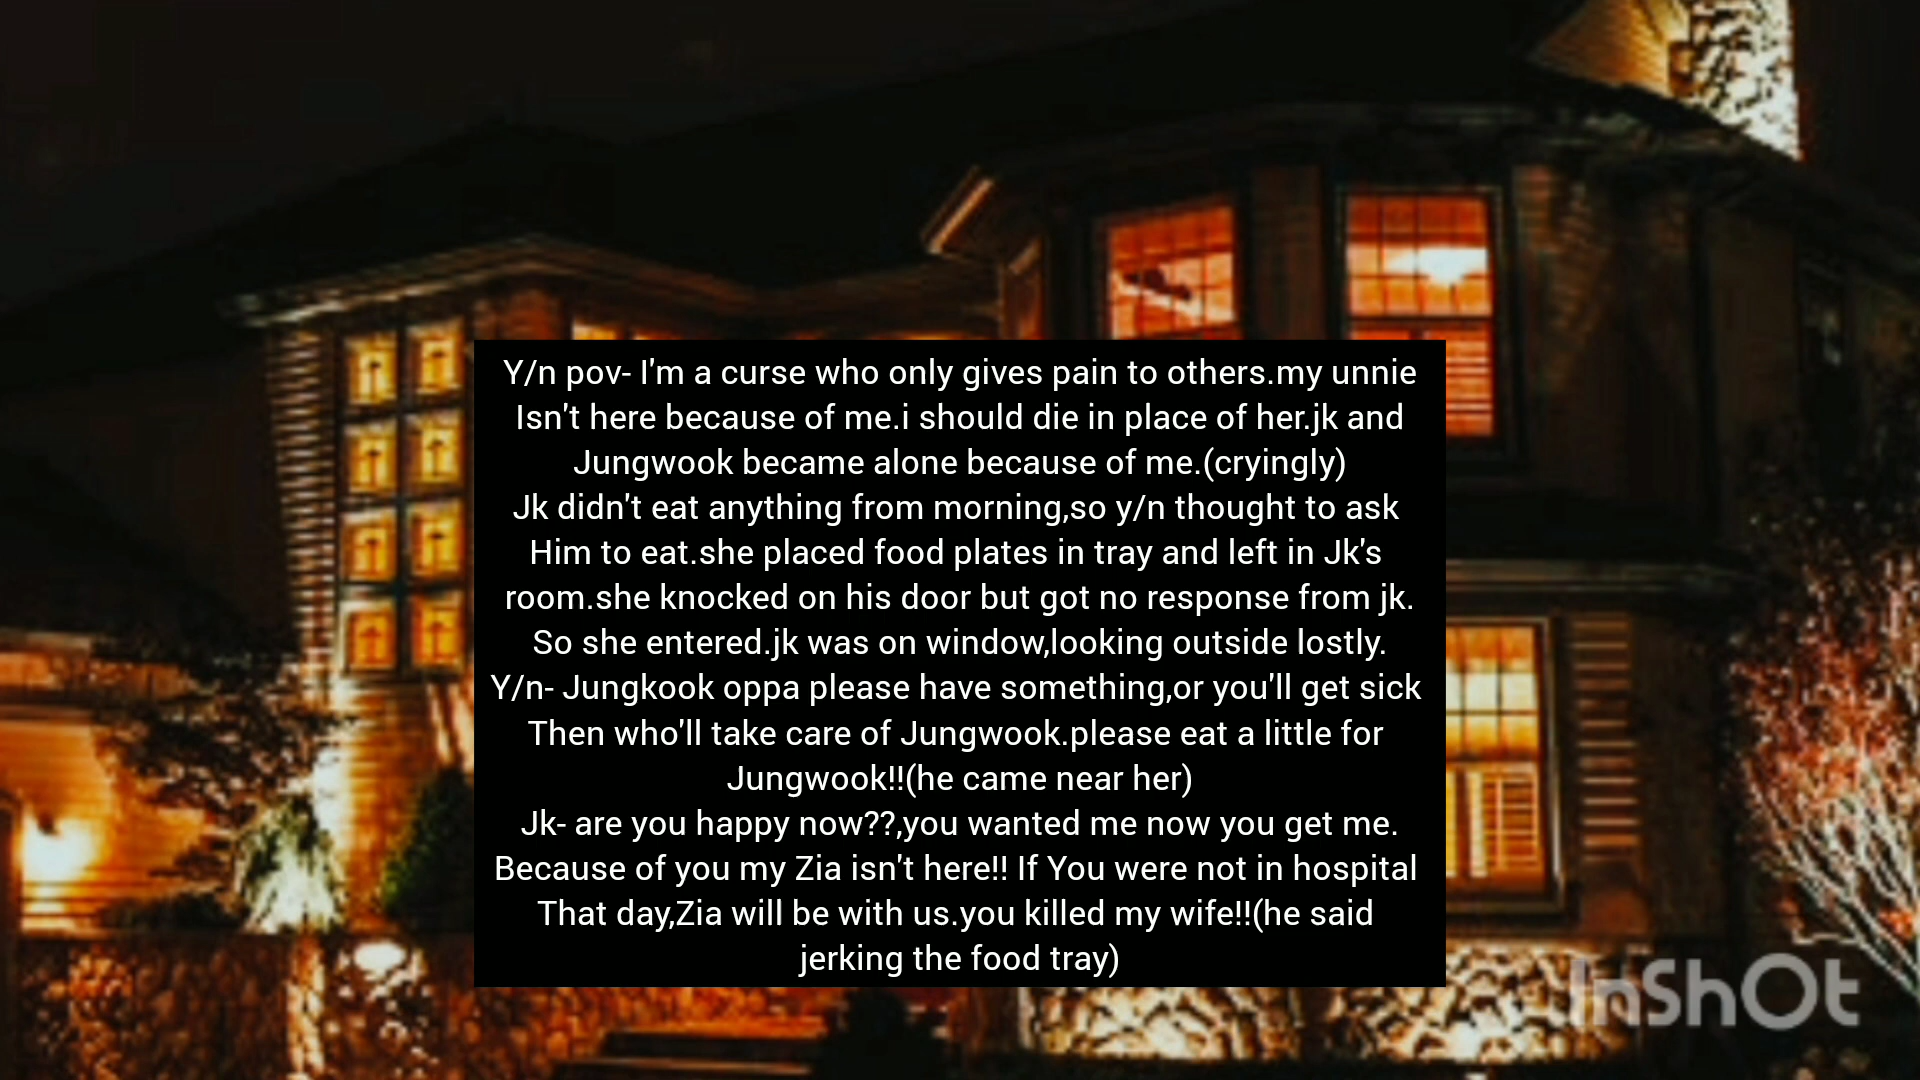 Y/n pov- I'm a curse who only gives pain to others.my unnie
Isn't here because of me.i should die in place of her.jk and
Jungwook became alone because of me.(cryingly)
Jk didn't eat anything from morning,so y/n thought to ask
Him to eat.she placed food plates in tray and left in Jk's
room.she knocked on his door but got no response from jk.
So she entered.jk was on window,looking outside lostly.
Y/n- Jungkook oppa please have something,or you'll get sick
Then who'll take care of Jungwook.please eat a little for
Jungwook!!(he came near her)
Jk- are you happy now??,you wanted me now you get me.
Because of you my Zia isn't here!! If You were not in hospital
That day,Zia will be with us.you killed my wife!!(he said
jerking the food tray)
InShOt